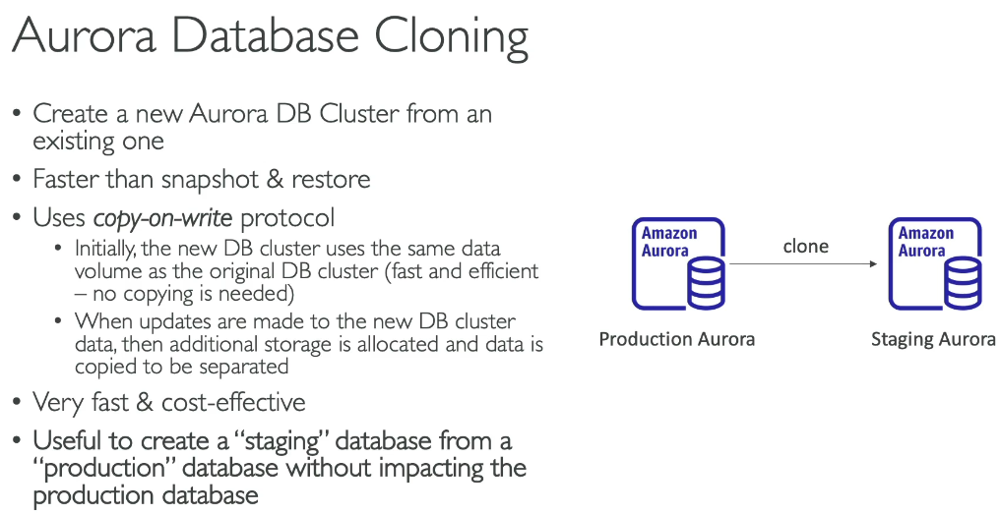 Aurora Database Cloning
• Create a new Aurora DB Cluster from an
existing one
• Faster than snapshot & restore
• Uses copy-on-write protocol
• Initially, the new DB cluster uses the same data
volume as the original DB cluster (fast and efficient
– no copying is needed)
• When updates are made to the new DB cluster
data, then additional storage is allocated and data is
copied to be separated
• Very fast & cost-effective
• Useful to create a “staging” database from a
“production” database without impacting the
production database
Amazon
Aurora
clone
Amazon
Aurora
Production Aurora
Staging Aurora